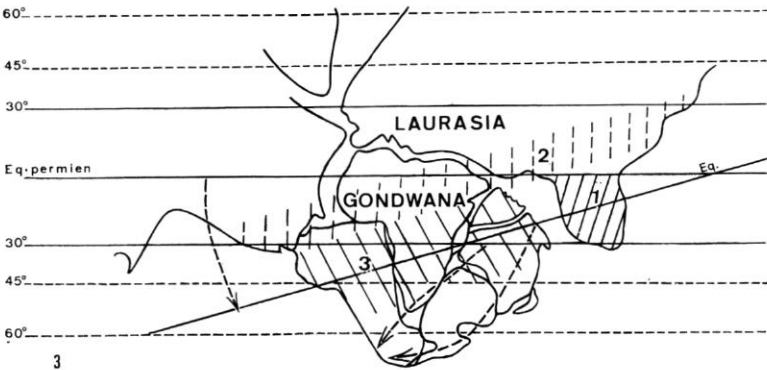 60°
45°
30°
LAURASIA
2
Eq.permien
Eq.
GONDWANA
1
30°
3
45°
60°
3